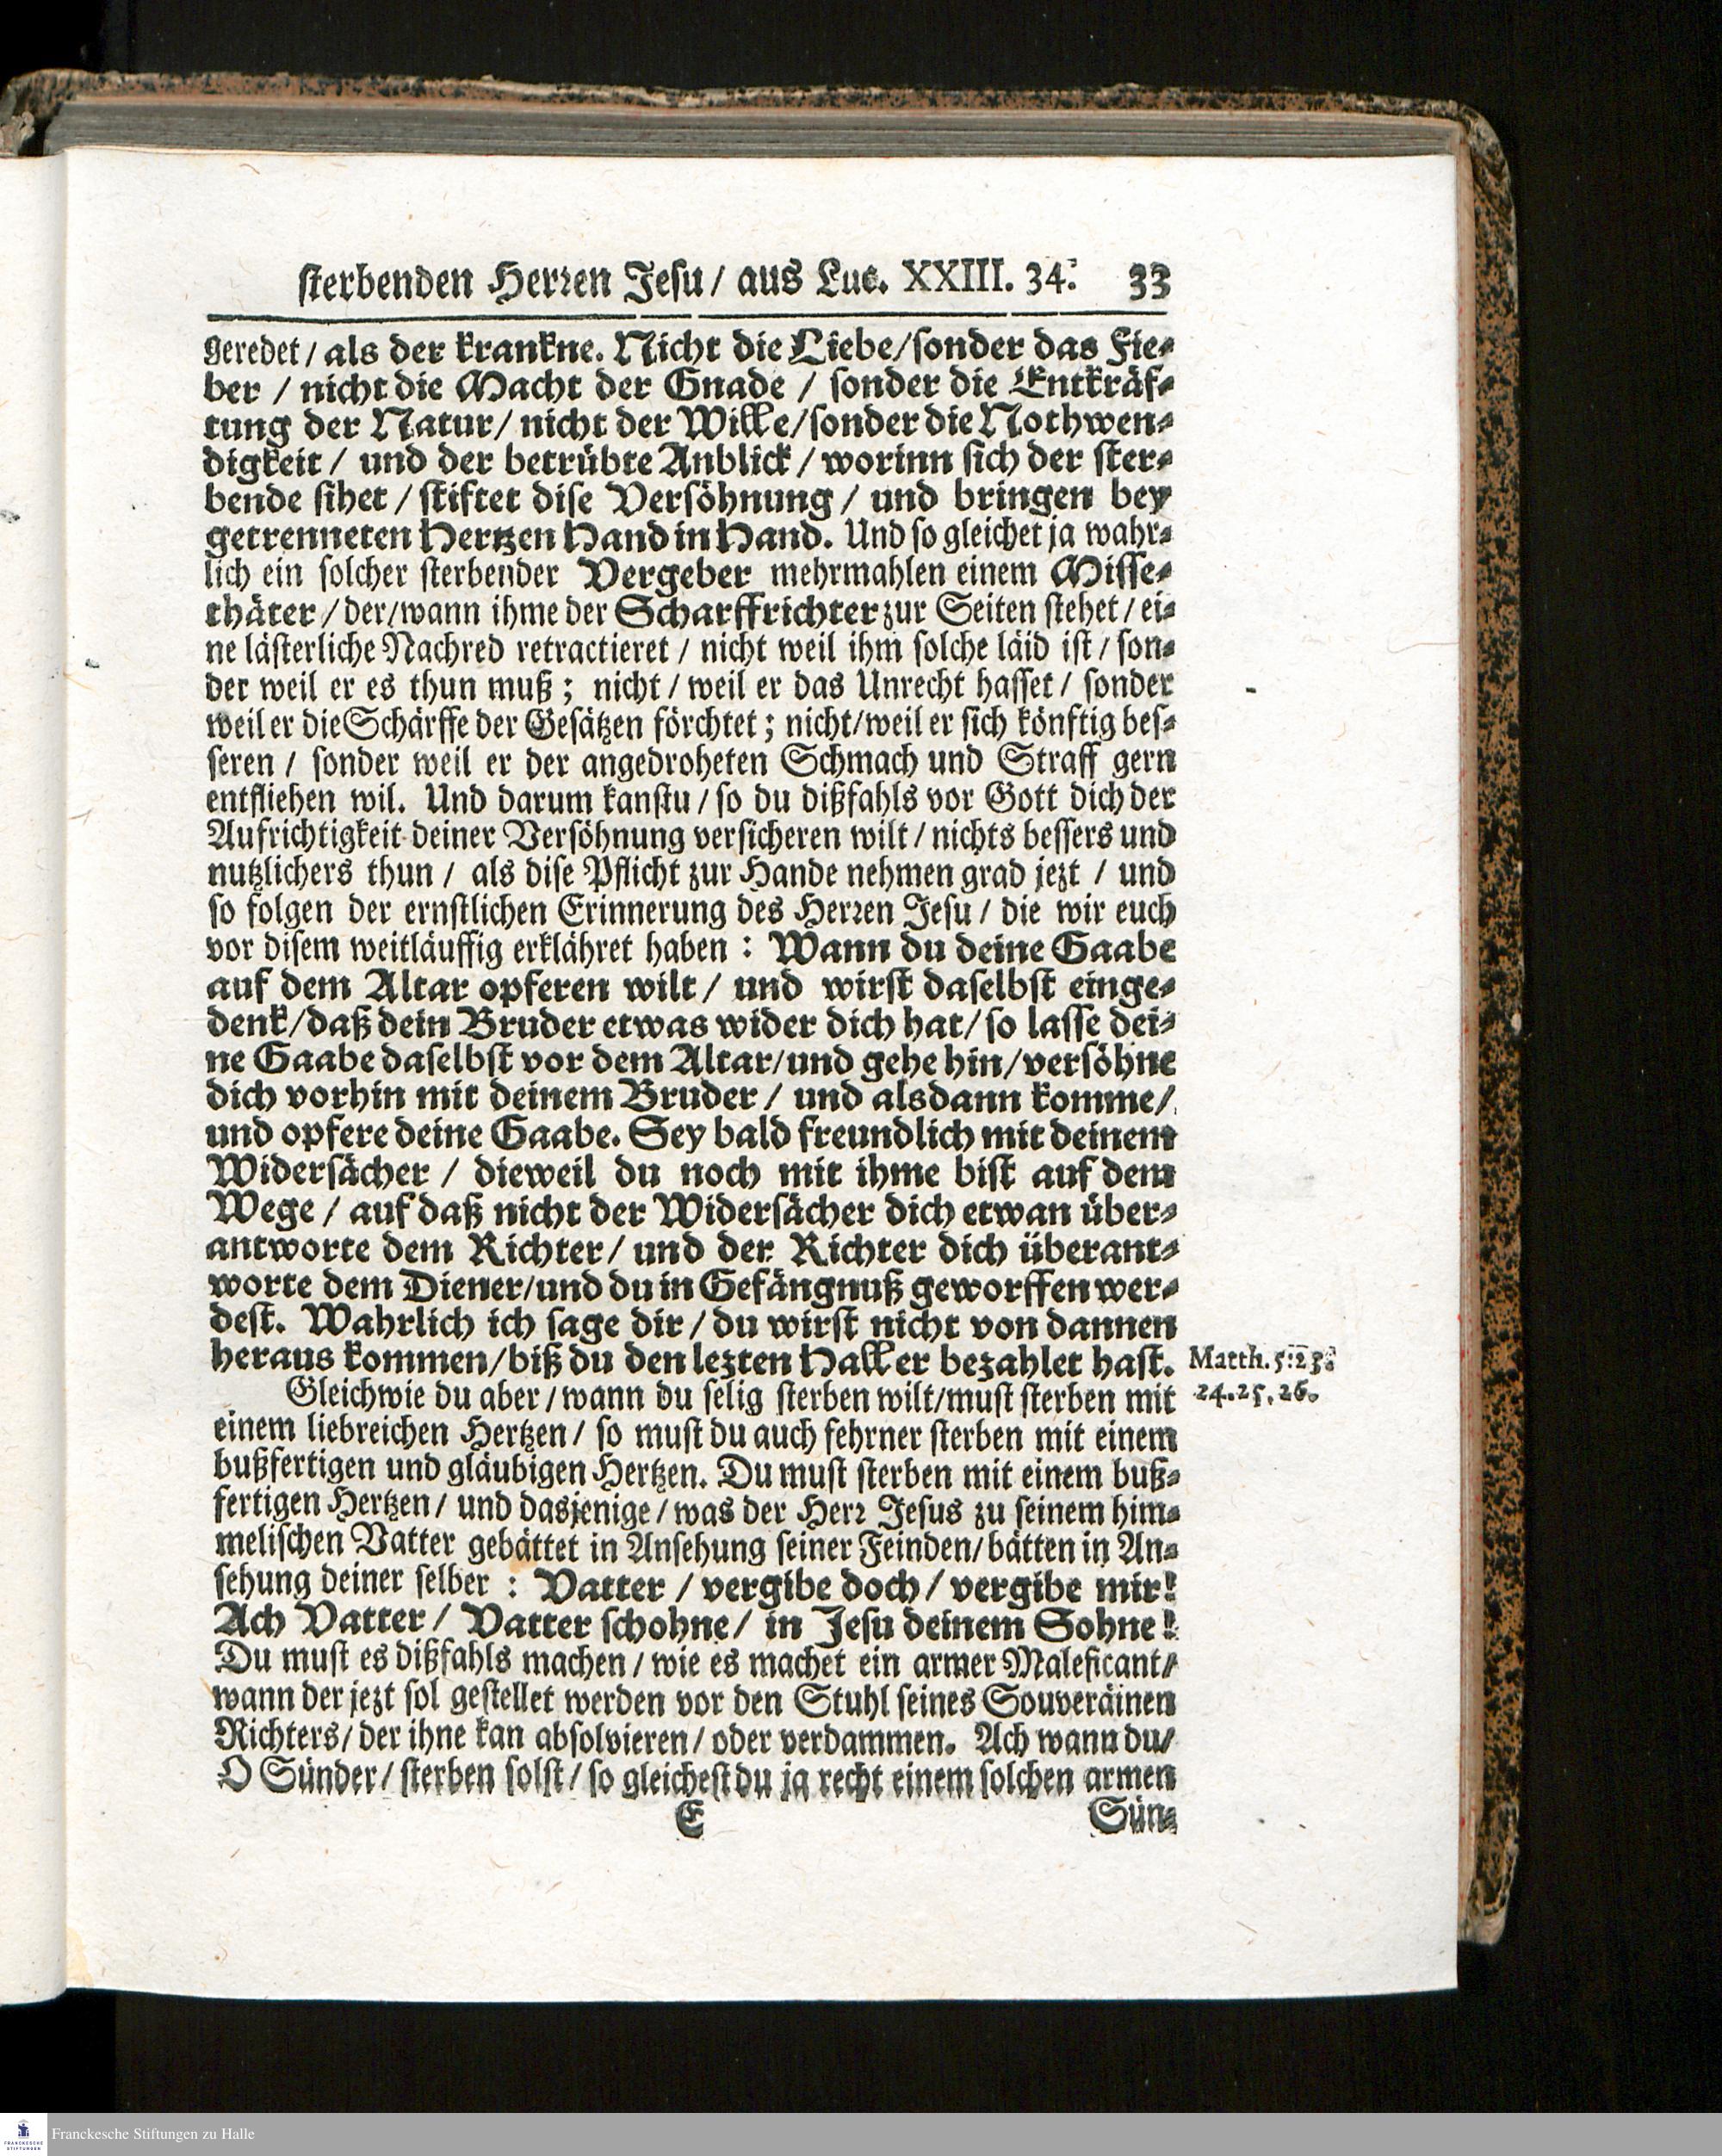 sterbenden Herren Jesu/ aus Luc. XXIII. 34. 33
geredet/ als der krankne. Nicht die Liebe/sonder das Fie-
ber / nicht die Macht der Gnade / sonder die Entkräf-
tung der Natur/ nicht der Wille/sonder die Nothwen-
digkeit / und der betrübte Anblick / worinn sich der ster-
bende sihet / stiftet dise Versöhnung / und bringen bey
getrenneten Hertzen Hand in Hand. Und so gleichet ja wahr-
lich ein solcher sterbender Vergeber mehrmahlen einem Misse-
thäter / der/wann ihme der Scharffrichter zur Seiten stehet / ei-
ne lästerliche Nachred retractieret / nicht weil ihm solche läid ist / son-
der weil er es thun muß; nicht / weil er das Unrecht hasset / sonder
weil er die Schärffe der Gesätzen förchtet; nicht/weil er sich könftig bes-
seren / sonder weil er der angedroheten Schmach und Straff gern
entfliehen wil. Und darum kanstu / so du dißfahls vor Gott dich der
Aufrichtigkeit deiner Versöhnung versicheren wilt / nichts bessers und
nutzlichers thun / als dise Pflicht zur Hande nehmen grad jezt / und
so folgen der ernstlichen Erinnerung des Herren Jesu / die wir euch
vor disem weitläuffig erklähret haben : Wann du deine Gaabe
auf dem Altar opferen wilt / und wirst daselbst einge-
denk/daß dein Bruder etwas wider dich hat/ so lasse dei-
ne Gaabe daselbst vor dem Altar/und gehe hin/versöhne
dich vorhin mit deinem Bruder / und alsdann komme/
und opfere deine Gaabe. Sey bald freundlich mit deinem
Widersächer / dieweil du noch mit ihme bist auf dem
Wege / auf daß nicht der Widersächer dich etwan über-
antworte dem Richter/ und der Richter dich überant-
worte dem Diener/und du in Gefängnuß geworffen wer-
dest. Wahrlich ich sage dir / du wirst nicht von dannen
heraus kommen/biß du den lezten Haller bezahlet hast.
Matth. 5:23.
24.25.26.
Gleichwie du aber / wann du selig sterben wilt/must sterben mit
einem liebreichen Hertzen / so must du auch fehrner sterben mit einem
bußfertigen und gläubigen Hertzen. Du must sterben mit einem buß-
fertigen Hertzen / und dasjenige / was der Herr Jesus zu seinem him-
melischen Vatter gebättet in Ansehung seiner Feinden/ bätten in An-
sehung deiner selber : Vatter / vergibe doch / vergibe mir!
Ach Vatter/ Vatter schohne/ in Jesu deinem Sohne!
Du must es dißfahls machen / wie es machet ein armer Maleficant/
wann der jezt sol gestellet werden vor den Stuhl seines Souveräinen
Richters/ der ihne kan absolvieren/ oder verdammen. Ach wann du/
O Sünder / sterben solst / so gleichest du ja recht einem solchen armen
E Sün-
FRANCKESCHE STIFTUNGEN
Franckesche Stiftungen zu Halle